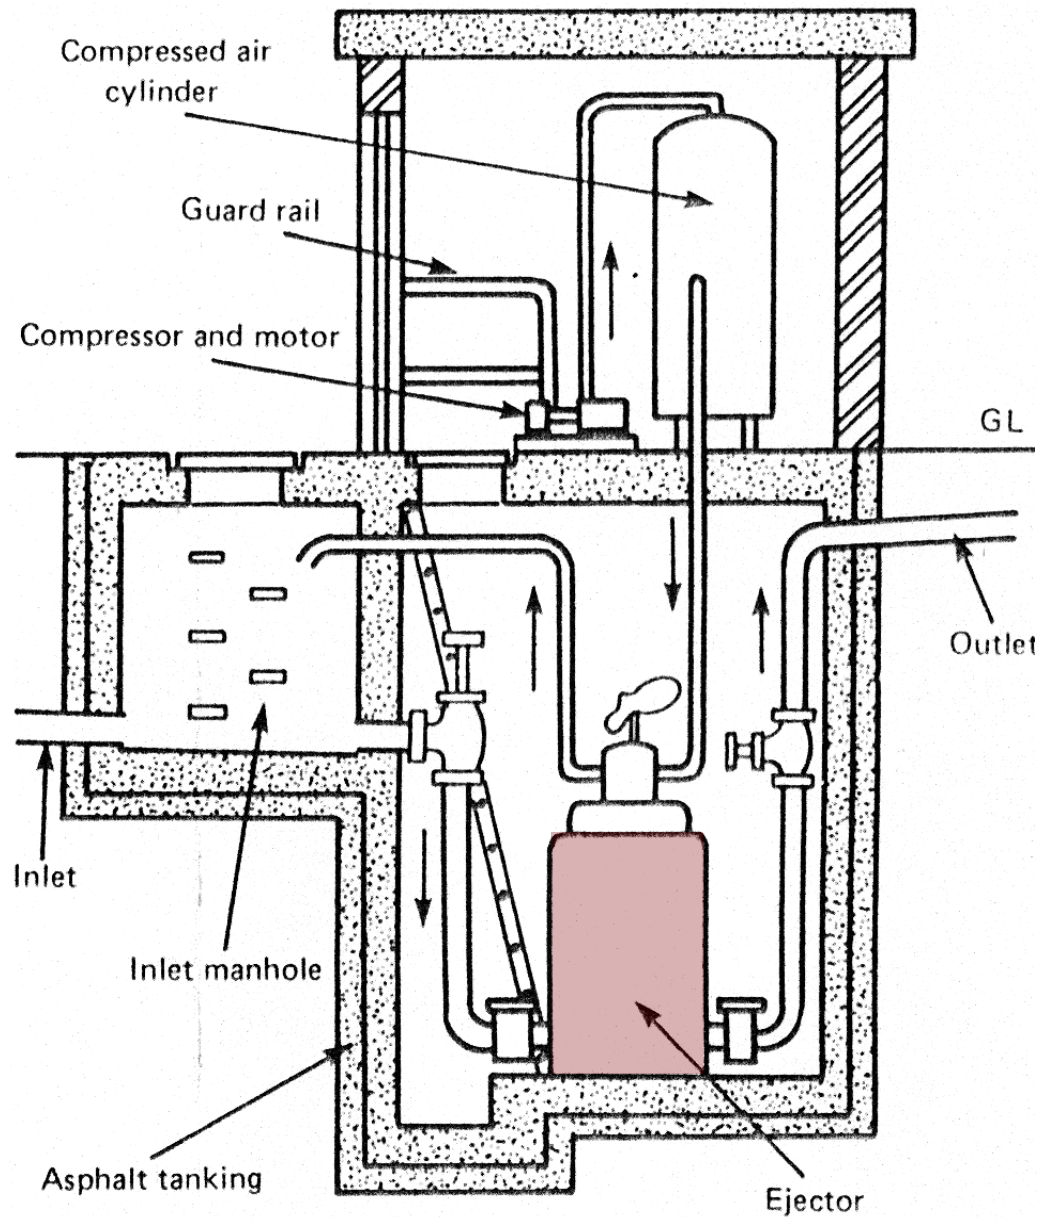 Compressed air
cylinder
Guard rail
Compressor and motor
GL
Outlet
Inlet
Inlet manhole
Asphalt tanking
Ejector